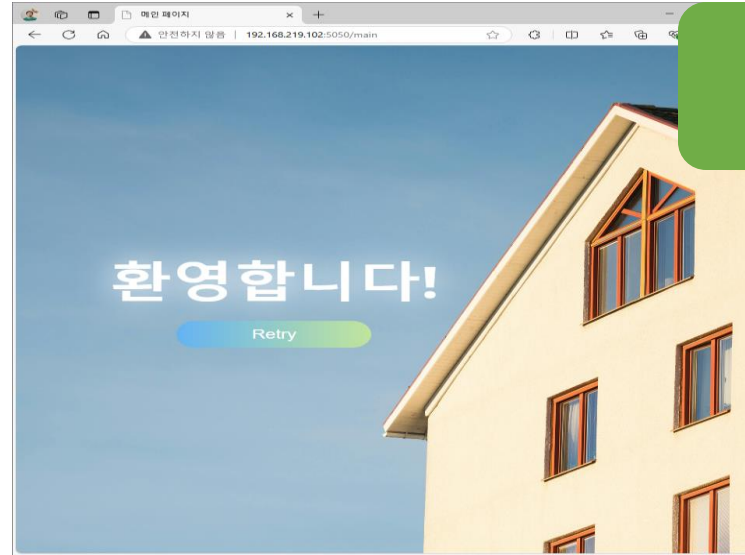 메인 페이지
안전하지 않음 | 192.168.219.102:5050/main
환영합니다!
Retry